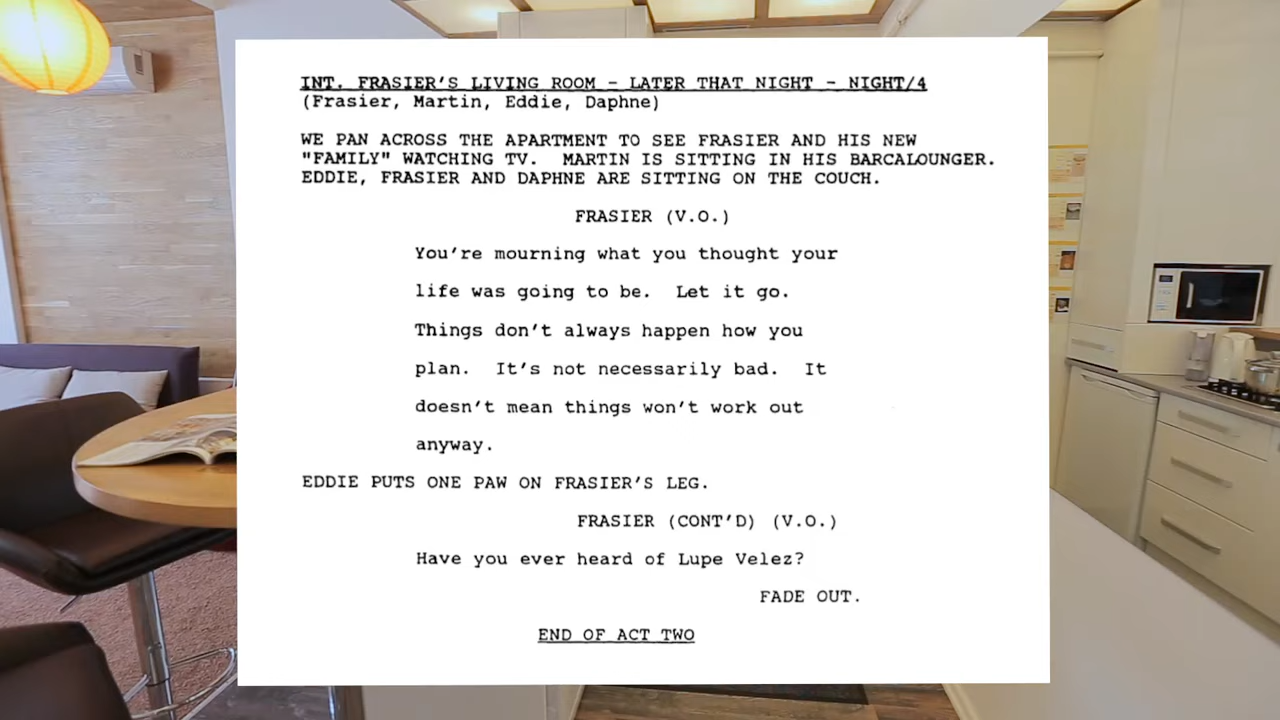 INT. FRASIER'S LIVING ROOM – LATER THAT NIGHT – NIGHT/4
(Frasier, Martin, Eddie, Daphne)
WE PAN ACROSS THE APARTMENT TO SEE FRASIER AND HIS NEW
"FAMILY" WATCHING TV.  MARTIN IS SITTING IN HIS BARCALOUNGER.
EDDIE, FRASIER AND DAPHNE ARE SITTING ON THE COUCH.
FRASIER (V.O.)
You're mourning what you thought your
life was going to be.  Let it go.
Things don't always happen how you
plan.  It's not necessarily bad.  It
doesn't mean things won't work out
anyway.
EDDIE PUTS ONE PAW ON FRASIER'S LEG.
FRASIER (CONT'D) (V.O.)
Have you ever heard of Lupe Velez?
FADE OUT.
END OF ACT TWO